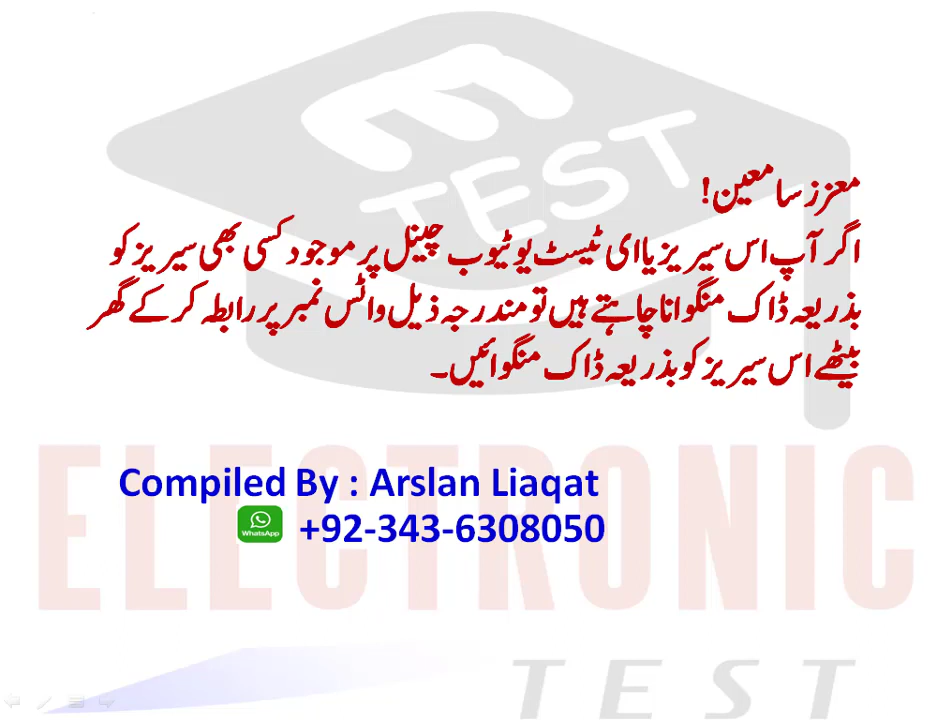 E
TEST
معزز سامعین!
اگر آپ اس سیریز یا ای ٹیسٹ یوٹیوب چینل پر موجود کسی بھی سیریز کو
بذریعہ ڈاک منگوانا چاہتے ہیں تو مندرجہ ذیل واٹس نمبر پر رابطہ کر کے گھر
بیٹھے اس سیریز کو بذریعہ ڈاک منگوائیں۔
ELECTRONIC
Compiled By : Arslan Liaqat
WhatsApp +92-343-6308050
TEST